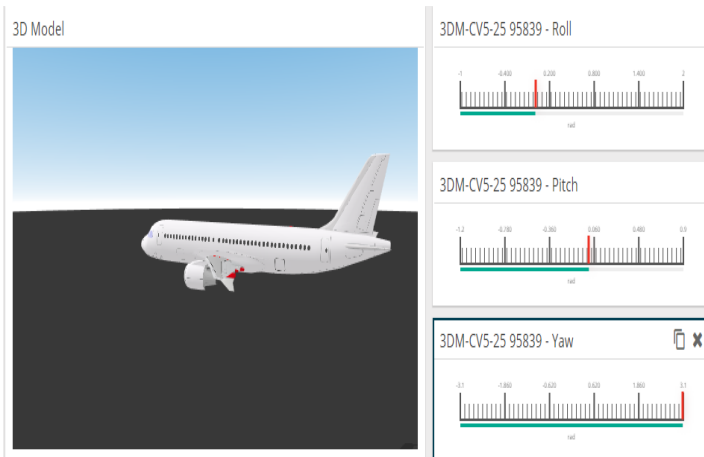 3D Model
3DM-CV5-25 95839 - Roll
-1 -0.400 0.200 0.800 1.400 2
rad
3DM-CV5-25 95839 - Pitch
-1.2 -0.780 -0.360 0.060 0.480 0.9
rad
3DM-CV5-25 95839 - Yaw
-3.1 -1.860 -0.620 0.620 1.860 3.1
rad